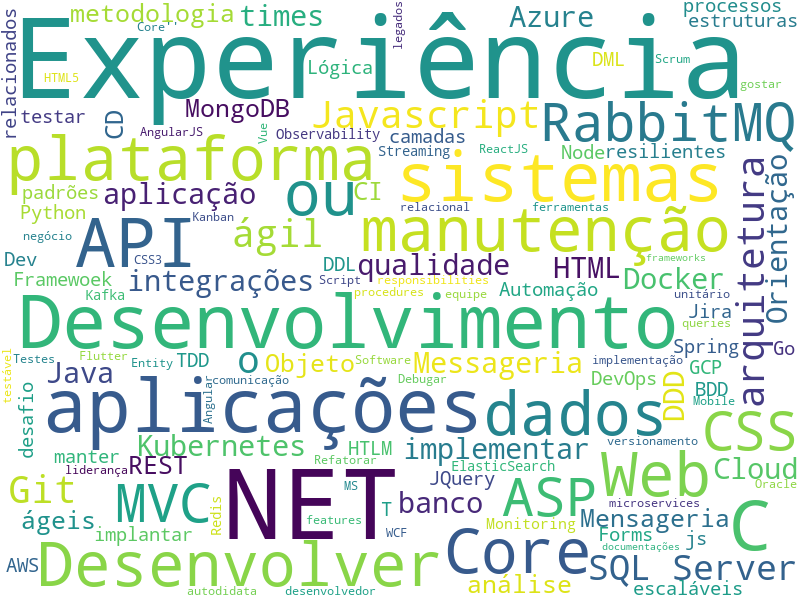 metodologia
times
Core'
legados
Azure
processos
estruturas
relacionados
Experiência
HTML5
Lógica
DML
Scrum
gostar
testar
CD
MongoDB
Javascript
RabbitMQ
AngularJS
Vue
Observability
camadas
Streaming
ReactJS
Node
resilientes
plataforma
sistemas
padrões
aplicação
ou
CI
relacional
ferramentas
arquitetura
Orientação
Python
Kanban
negócio
API
ágil
manutenção
Dev
CSS3
DDL
qualidade
HTML
Docker
frameworks
Framewoek
integrações
Script
responsibilities
Automação
unitário
Kafka
procedures
equipe
Jira
queries
Desenvolvimento
Spring
Go
Testes
Flutter
Entity
TDD
o
Objeto
Software
Messageria
implementação
GCP
testável
Java
Angular
comunicação
Debugar
DevOps
BDD
Mobile
desafio
aplicações
dados
DDD
CSS
Kubernetes
HTLM
implementar
versionamento
manter
liderança
REST
Refatorar
JQuery
ElasticSearch
Web
Cloud
Oracle
Git
MVC
NET
MS
banco
ASP
microservices
C
ágeis
Redis
features
T
Monitoring
Mensageria
Forms
js
implantar
WCF
documentações
AWS
Desenvolver
Core
SQL Server
autodidata
desenvolvedor
análise
escaláveis